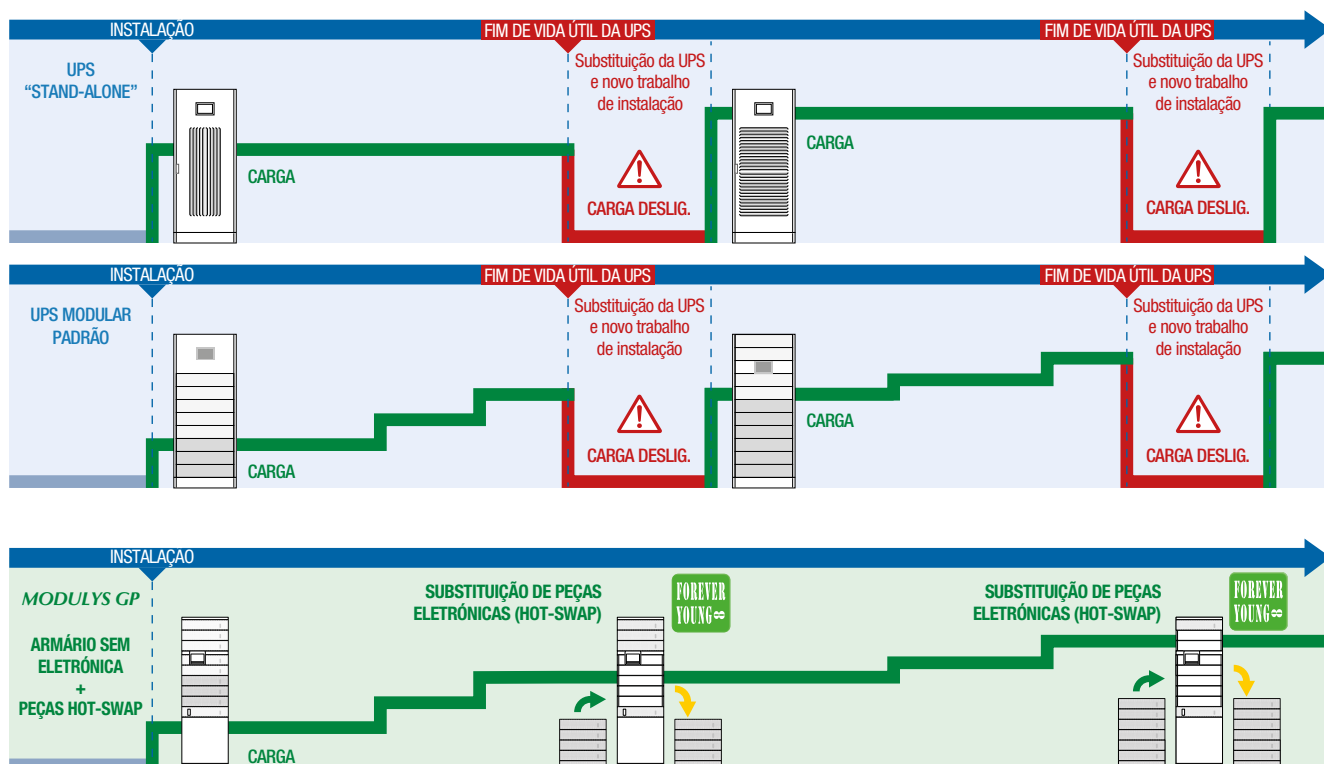 INSTALAÇÃO
FIM DE VIDA ÚTIL DA UPS
FIM DE VIDA ÚTIL DA UPS
UPS
“STAND-ALONE”
CARGA
Substituição da UPS
e novo trabalho
de instalação
CARGA DESLIG.
CARGA
Substituição da UPS
e novo trabalho
de instalação
CARGA DESLIG.
INSTALAÇÃO
FIM DE VIDA ÚTIL DA UPS
FIM DE VIDA ÚTIL DA UPS
UPS MODULAR
PADRÃO
CARGA
Substituição da UPS
e novo trabalho
de instalação
CARGA DESLIG.
CARGA
Substituição da UPS
e novo trabalho
de instalação
CARGA DESLIG.
INSTALAÇÃO
MODULYS GP
ARMÁRIO SEM
ELETRÓNICA
+
PEÇAS HOT-SWAP
CARGA
SUBSTITUIÇÃO DE PEÇAS
ELETRÓNICAS (HOT-SWAP)
FOREVER
YOUNG∞
SUBSTITUIÇÃO DE PEÇAS
ELETRÓNICAS (HOT-SWAP)
FOREVER
YOUNG∞